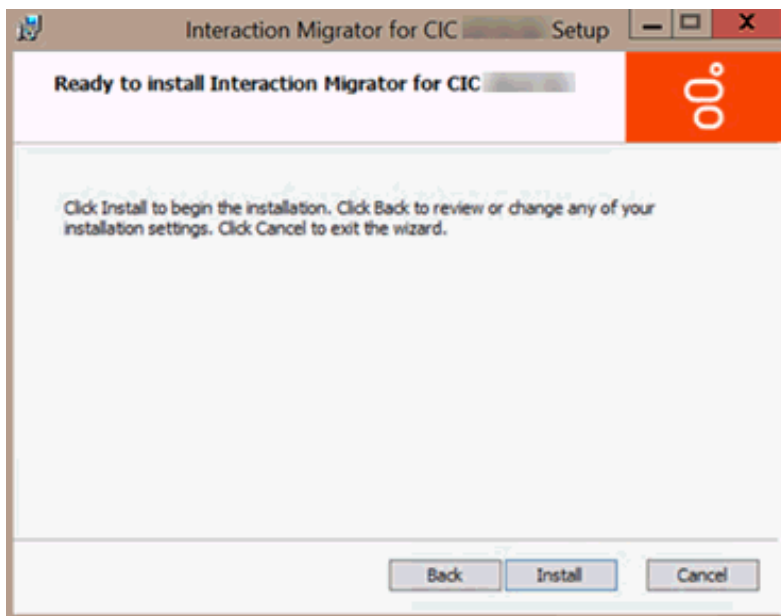 Interaction Migrator for CIC Setup
Ready to install Interaction Migrator for CIC
Click Install to begin the installation. Click Back to review or change any of your
installation settings. Click Cancel to exit the wizard.
Back Install Cancel